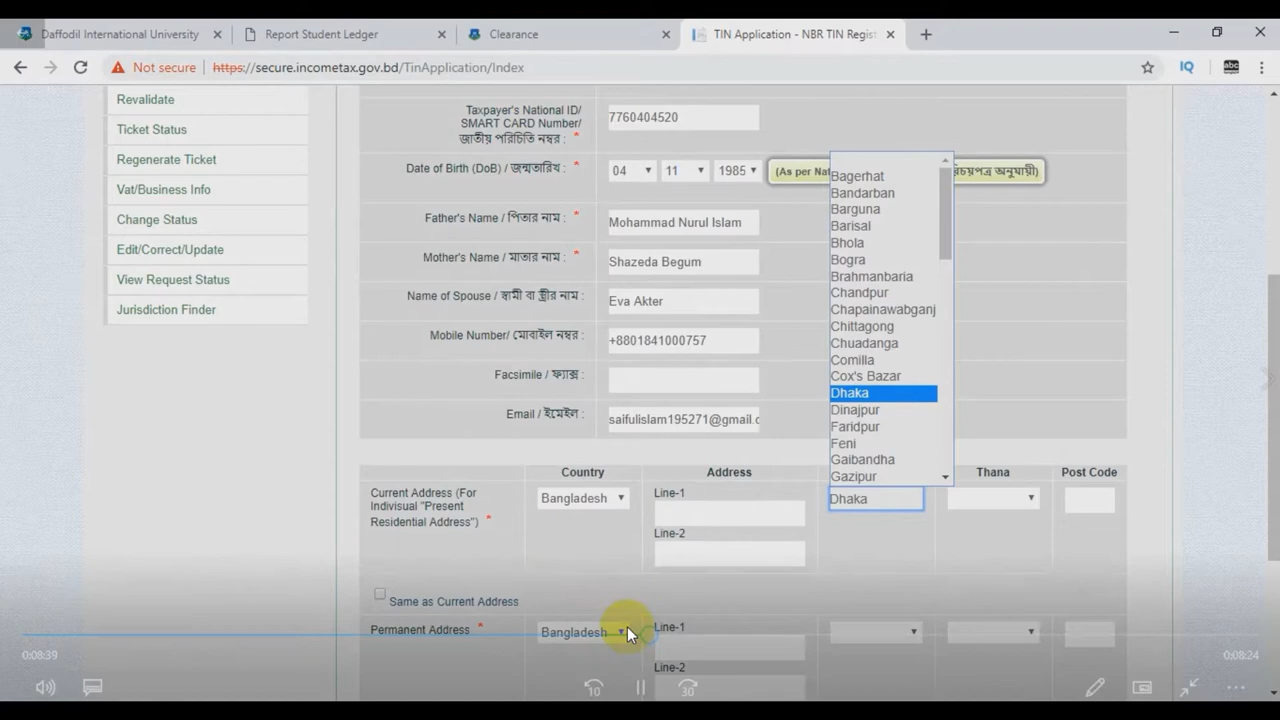 Daffodil International University
Report Student Ledger
Clearance
TIN Application - NBR TIN Regist
Not secure
https://secure.incometax.gov.bd/TinApplication/Index
IQ
abc
Revalidate
Ticket Status
Regenerate Ticket
Vat/Business Info
Change Status
Edit/Correct/Update
View Request Status
Jurisdiction Finder
Taxpayer's National ID/
SMART CARD Number/
জাতীয় পরিচিতি নম্বর : *
7760404520
Date of Birth (DoB) / জন্মতারিখ : *
04 11 1985
(As per Nat
রিচয়পত্র অনুযায়ী)
Father's Name / পিতার নাম : *
Mohammad Nurul Islam
Mother's Name / মাতার নাম : *
Shazeda Begum
Name of Spouse / স্বামী বা স্ত্রীর নাম :
Eva Akter
Mobile Number/ মোবাইল নম্বর :
+8801841000757
Facsimile / ফ্যাক্স :
Email / ইমেইল :
saifulislam195271@gmail.c
Bagerhat
Bandarban
Barguna
Barisal
Bhola
Bogra
Brahmanbaria
Chandpur
Chapainawabganj
Chittagong
Chuadanga
Comilla
Cox's Bazar
Dhaka
Dinajpur
Faridpur
Feni
Gaibandha
Gazipur
Country
Address
Thana
Post Code
Current Address (For
Indivisual "Present
Residential Address") *
Bangladesh
Line-1
Line-2
Dhaka
Same as Current Address
Permanent Address *
Bangladesh
Line-1
Line-2
0:08:39
0:08:24
10
30